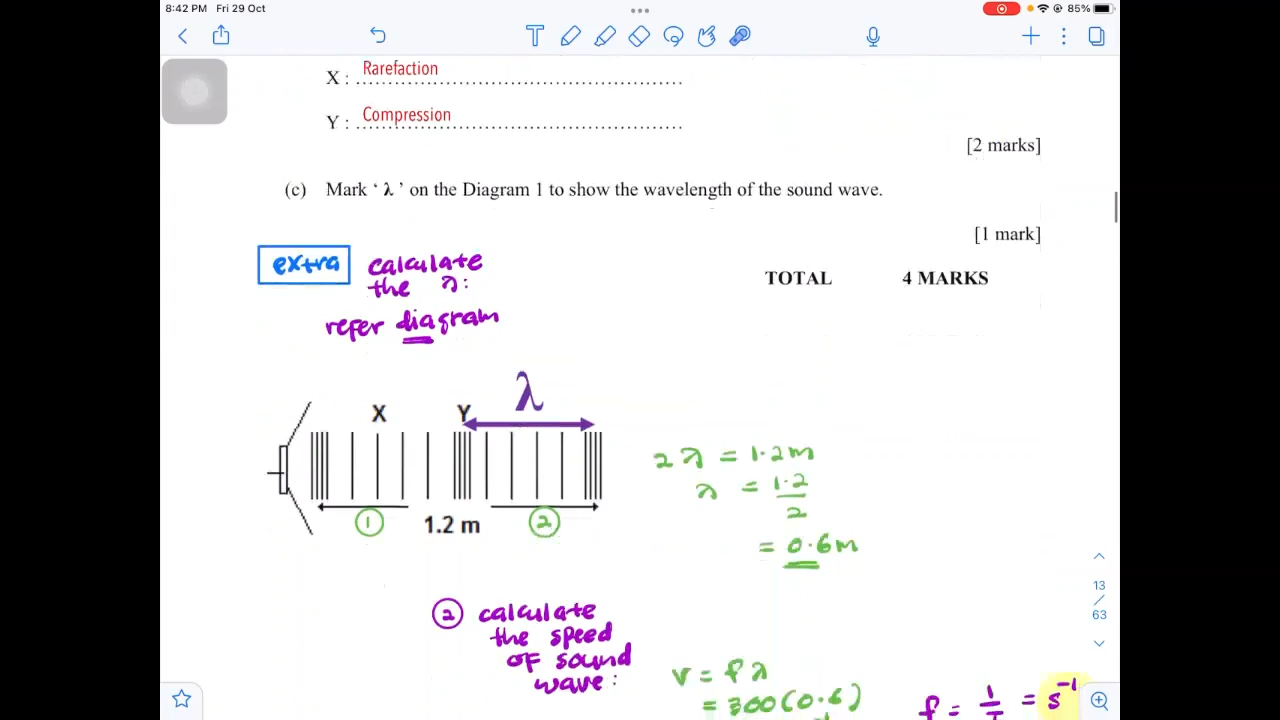 8:42 PM Fri 29 Oct
85%
X : Rarefaction
Y : Compression
[2 marks]
(c) Mark ‘ λ ’ on the Diagram 1 to show the wavelength of the sound wave.
[1 mark]
extra calculate
the λ:
TOTAL 4 MARKS
refer diagram
λ
X Y
2λ = 1.2m
λ = 1.2
2
1 1.2 m 2
= 0.6m
13
/
63
2 calculate
the speed
of sound
wave:
v = fλ
= 300(0.6)
f = 1 = s⁻¹